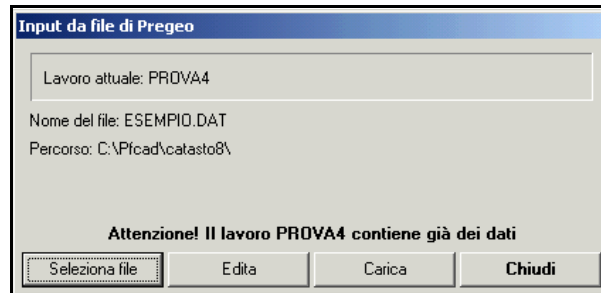 Input da file di Pregeo
Lavoro attuale: PROVA4
Nome del file: ESEMPIO.DAT
Percorso: C:\Pfcad\catasto8\
Attenzione! Il lavoro PROVA4 contiene già dei dati
Seleziona file
Edita
Carica
Chiudi